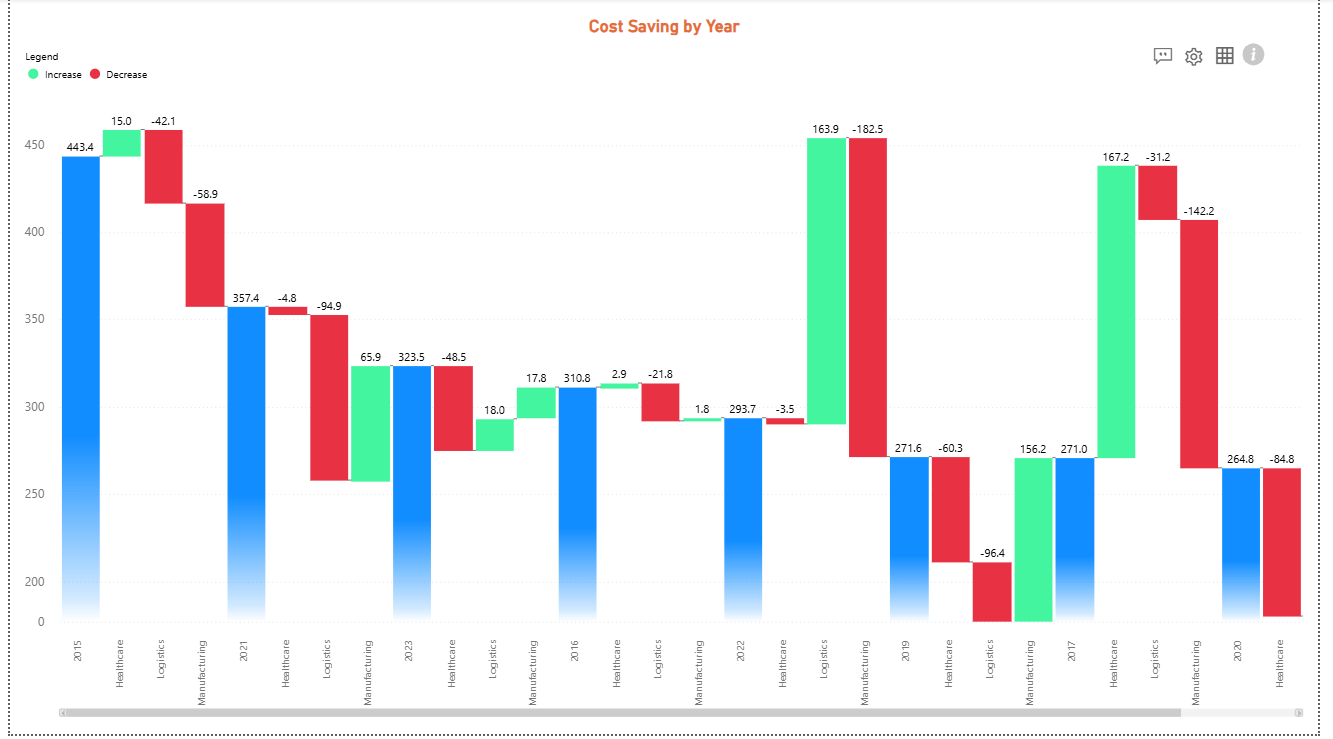 Cost Saving by Year
Legend
Increase Decrease
443.4 15.0 -42.1 -58.9 357.4 -4.8 -94.9 65.9 323.5 -48.5 18.0 17.8 310.8 2.9 -21.8 1.8 293.7 -3.5 163.9 -182.5 271.6 -60.3 -96.4 156.2 271.0 167.2 -31.2 -142.2 264.8 -84.8
450
400
350
300
250
200
0
2015 Healthcare Logistics Manufacturing 2021 Healthcare Logistics Manufacturing 2023 Healthcare Logistics Manufacturing 2016 Healthcare Logistics Manufacturing 2022 Healthcare Logistics Manufacturing 2019 Healthcare Logistics Manufacturing 2017 Healthcare Logistics Manufacturing 2020 Healthcare